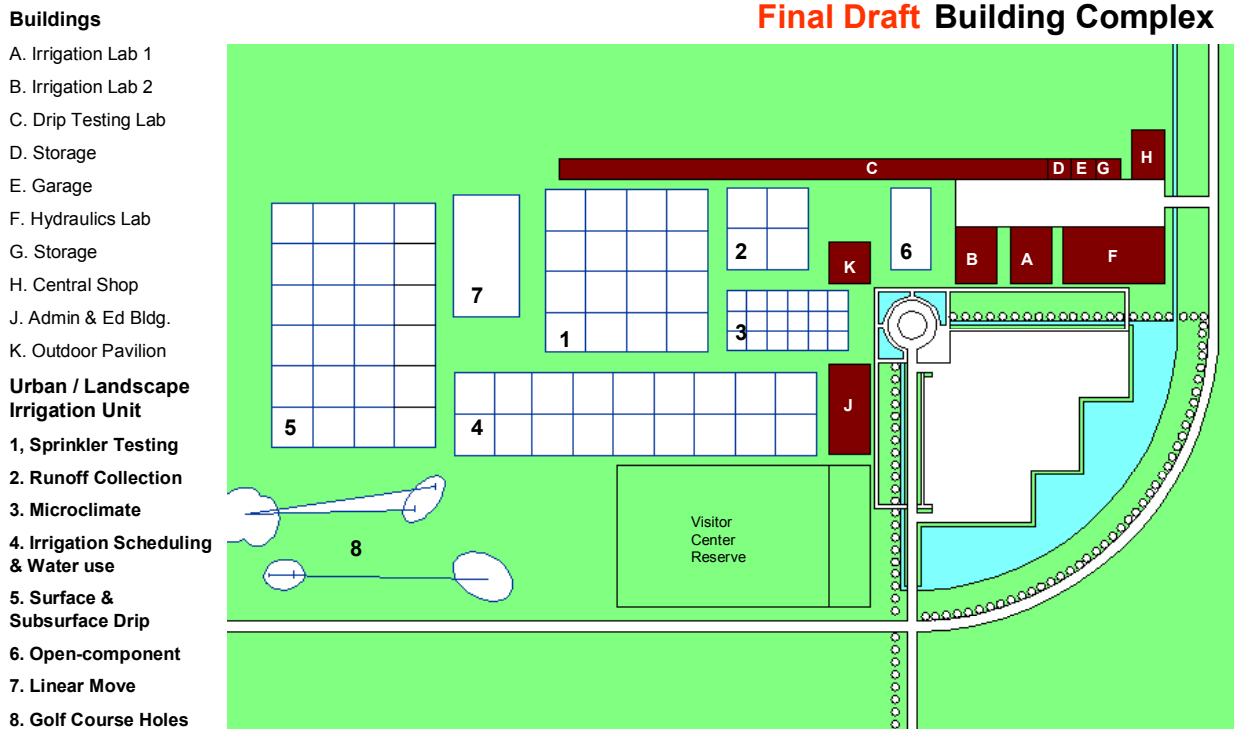 Final Draft Building Complex
Buildings
A. Irrigation Lab 1
B. Irrigation Lab 2
C. Drip Testing Lab
D. Storage
E. Garage
F. Hydraulics Lab
G. Storage
H. Central Shop
J. Admin & Ed Bldg.
K. Outdoor Pavilion
Urban / Landscape
Irrigation Unit
1, Sprinkler Testing
2. Runoff Collection
3. Microclimate
4. Irrigation Scheduling
& Water use
5. Surface &
Subsurface Drip
6. Open-component
7. Linear Move
8. Golf Course Holes
H
C D E G
2
6
K
B A F
7
3
1
J
5
4
Visitor
Center
Reserve
8